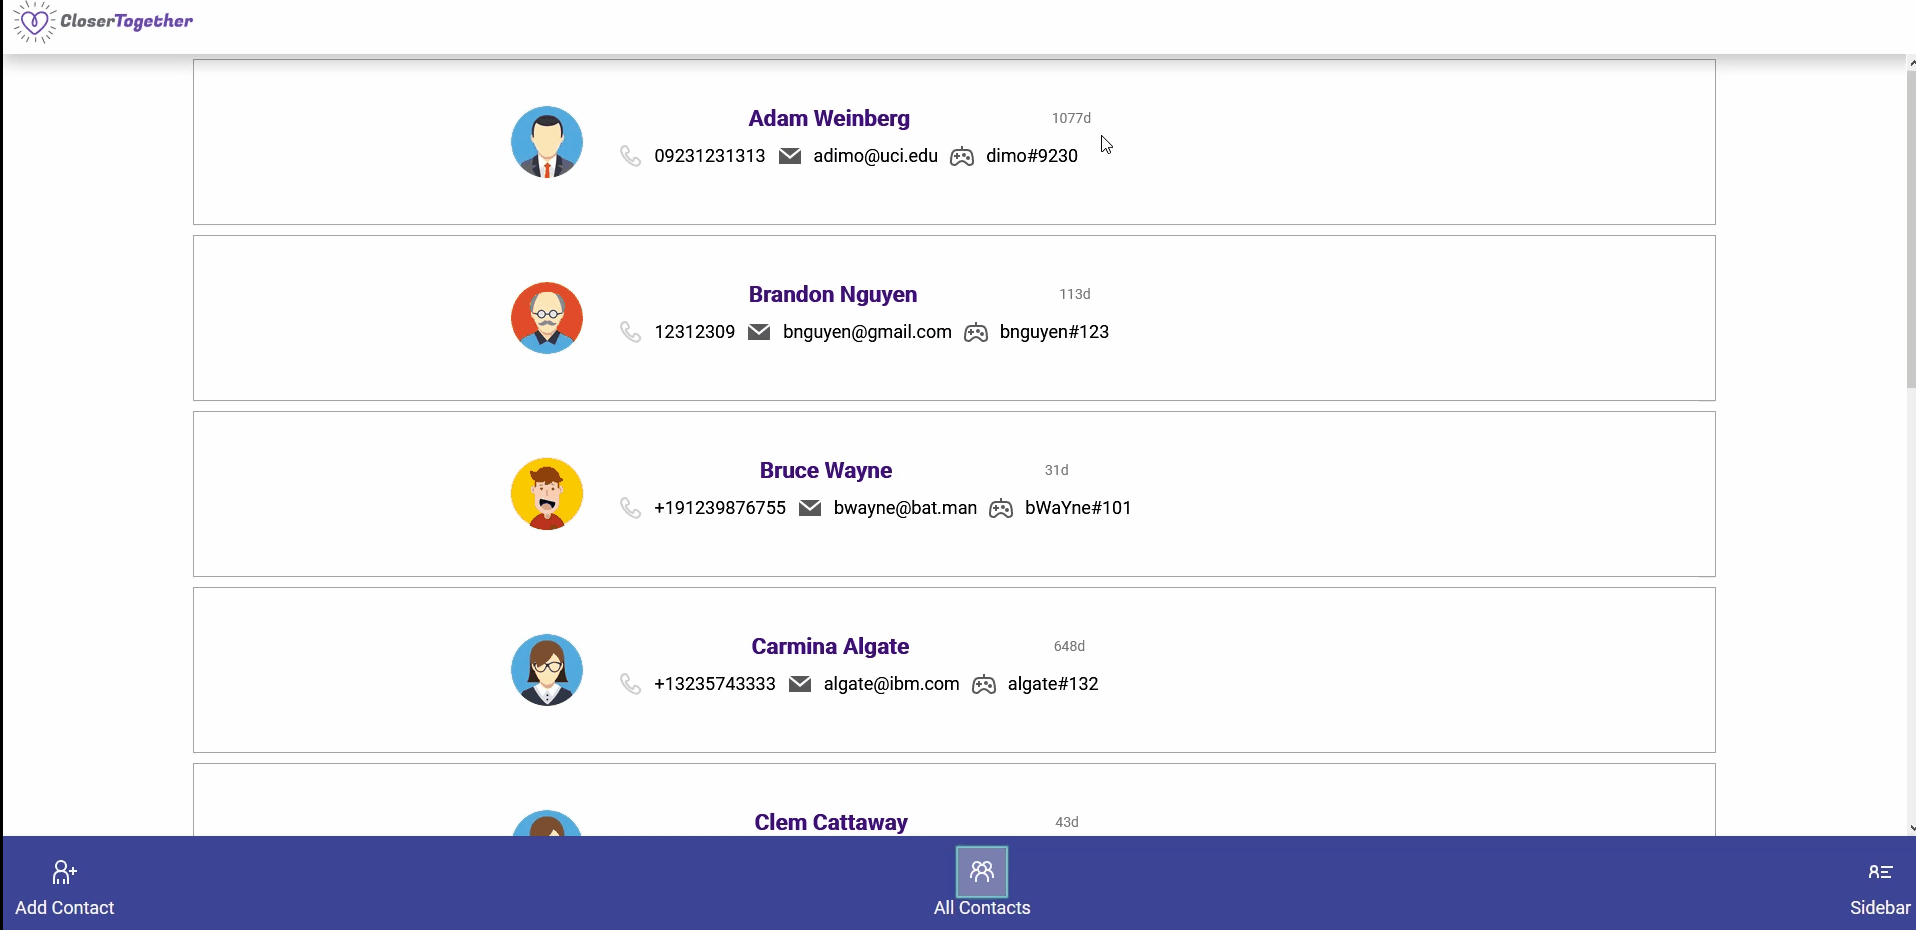 CloserTogether
Adam Weinberg 1077d
09231231313 adimo@uci.edu dimo#9230
Brandon Nguyen 113d
12312309 bnguyen@gmail.com bnguyen#123
Bruce Wayne 31d
+191239876755 bwayne@bat.man bWaYne#101
Carmina Algate 648d
+13235743333 algate@ibm.com algate#132
Clem Cattaway 43d
Add Contact All Contacts Sidebar